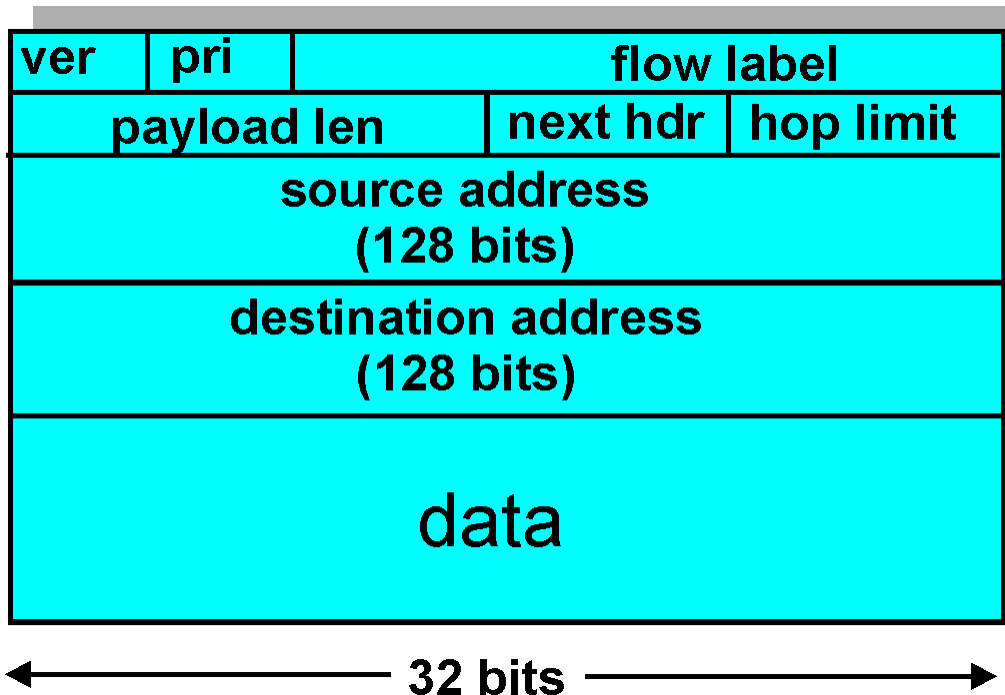 ver pri flow label
payload len next hdr hop limit
source address
(128 bits)
destination address
(128 bits)
data
32 bits